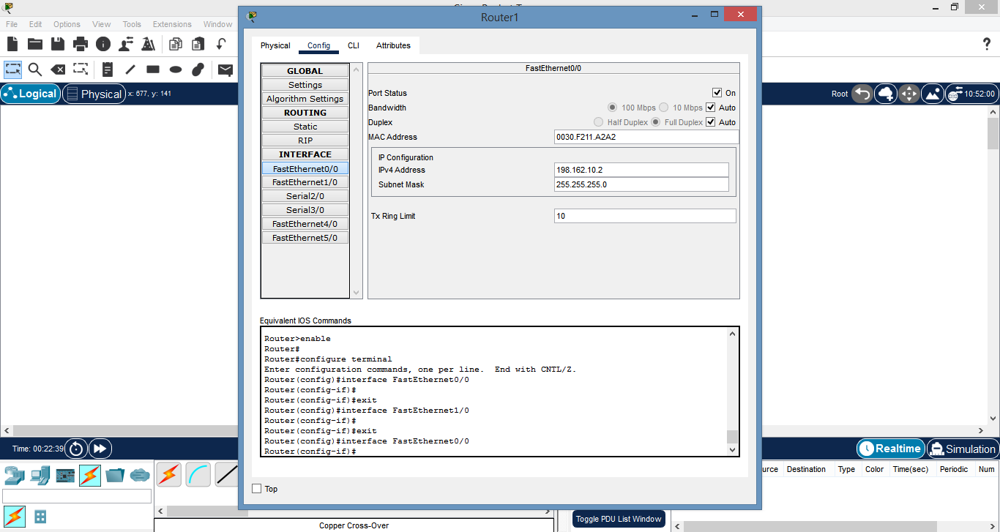 Router1
File Edit Options View Tools Extensions Window
Physical Config CLI Attributes
GLOBAL
Settings
Algorithm Settings
ROUTING
Static
RIP
INTERFACE
FastEthernet0/0
FastEthernet1/0
Serial2/0
Serial3/0
FastEthernet4/0
FastEthernet5/0
FastEthernet0/0
Port Status On
Bandwidth 100 Mbps 10 Mbps Auto
Duplex Half Duplex Full Duplex Auto
MAC Address 0030.F211.A2A2
IP Configuration
IPv4 Address 198.162.10.2
Subnet Mask 255.255.255.0
Tx Ring Limit 10
Logical Physical x: 677, y: 141
Root 10:52:00
Equivalent IOS Commands
Router>enable
Router#
Router#configure terminal
Enter configuration commands, one per line.  End with CNTL/Z.
Router(config)#interface FastEthernet0/0
Router(config-if)#
Router(config-if)#exit
Router(config)#interface FastEthernet1/0
Router(config-if)#
Router(config-if)#exit
Router(config)#interface FastEthernet0/0
Router(config-if)#
Top
Time: 00:22:39
Realtime Simulation
Destination Type Color Time(sec) Periodic Num
Toggle PDU List Window
Copper Cross-Over